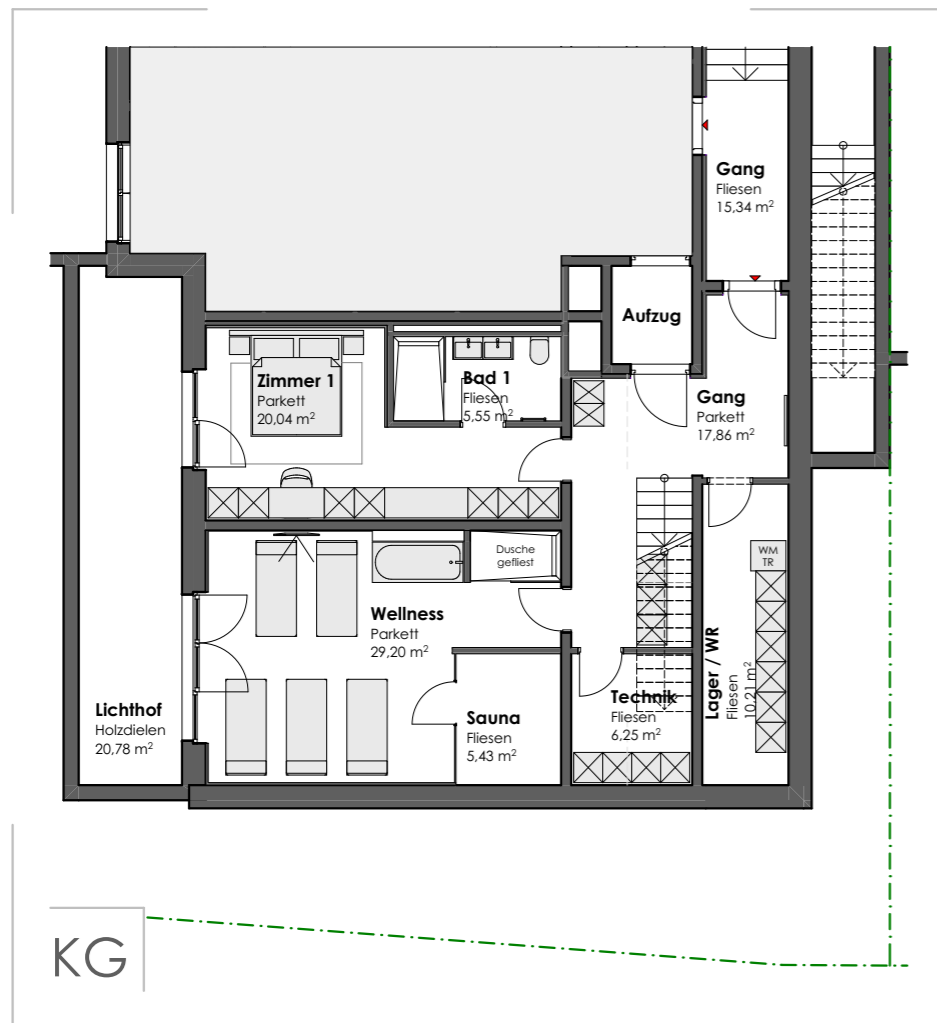 Gang
Fliesen
15,34 m²
Aufzug
Zimmer 1
Parkett
20,04 m²
Bad 1
Fliesen
5,55 m²
Gang
Parkett
17,86 m²
Dusche
gefliest
WM
TR
Wellness
Parkett
29,20 m²
Lichthof
Holzdielen
20,78 m²
Sauna
Fliesen
5,43 m²
Technik
Fliesen
6,25 m²
Lager / WR
Fliesen
10,21 m²
KG